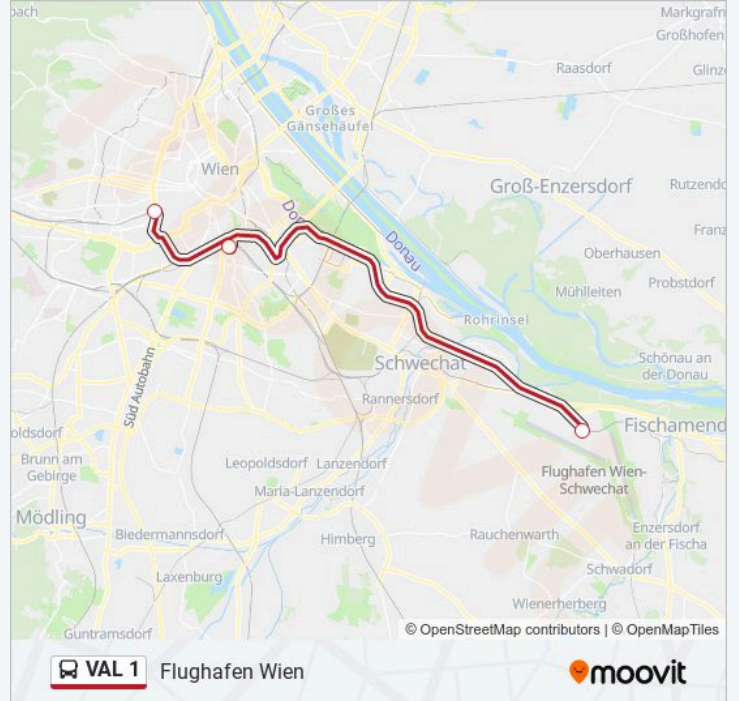 bach
Markgrafn
Großhofen
Raasdorf
Glinz
Großes
Gänsehäufel
Wien
Groß-Enzersdorf
Rutzendo
Don
Donau
Franz
Oberhausen
Probstdorf
Mühlleiten
Rohrinsel
Süd Autobahn
Schwechat
Schönau an
der Donau
Rannersdorf
Fischamend
oldsdorf
Brunn am
Gebirge
Leopoldsdorf
Lanzendorf
Flughafen Wien-
Schwechat
Maria-Lanzendorf
Mödling
Biedermannsdorf
Himberg
Rauchenwarth
Enzersdorf
an der Fischa
Schwadorf
Laxenburg
Wienerherberg
Guntramsdorf
© OpenStreetMap contributors | © OpenMapTiles
VAL 1 Flughafen Wien
moovit